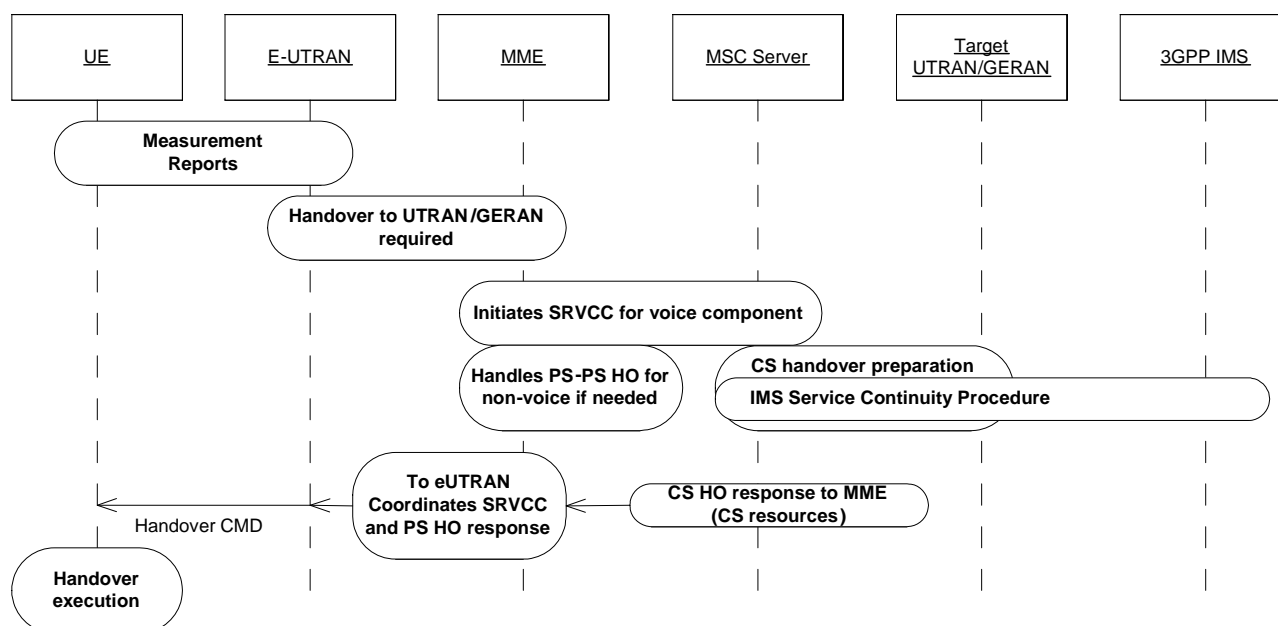 UE
E-UTRAN
MME
MSC Server
Target
UTRAN/GERAN
3GPP IMS
Measurement
Reports
Handover to UTRAN/GERAN
required
Initiates SRVCC for voice component
Handles PS-PS HO for
non-voice if needed
CS handover preparation
IMS Service Continuity Procedure
To eUTRAN
Coordinates SRVCC
and PS HO response
CS HO response to MME
(CS resources)
Handover CMD
Handover
execution